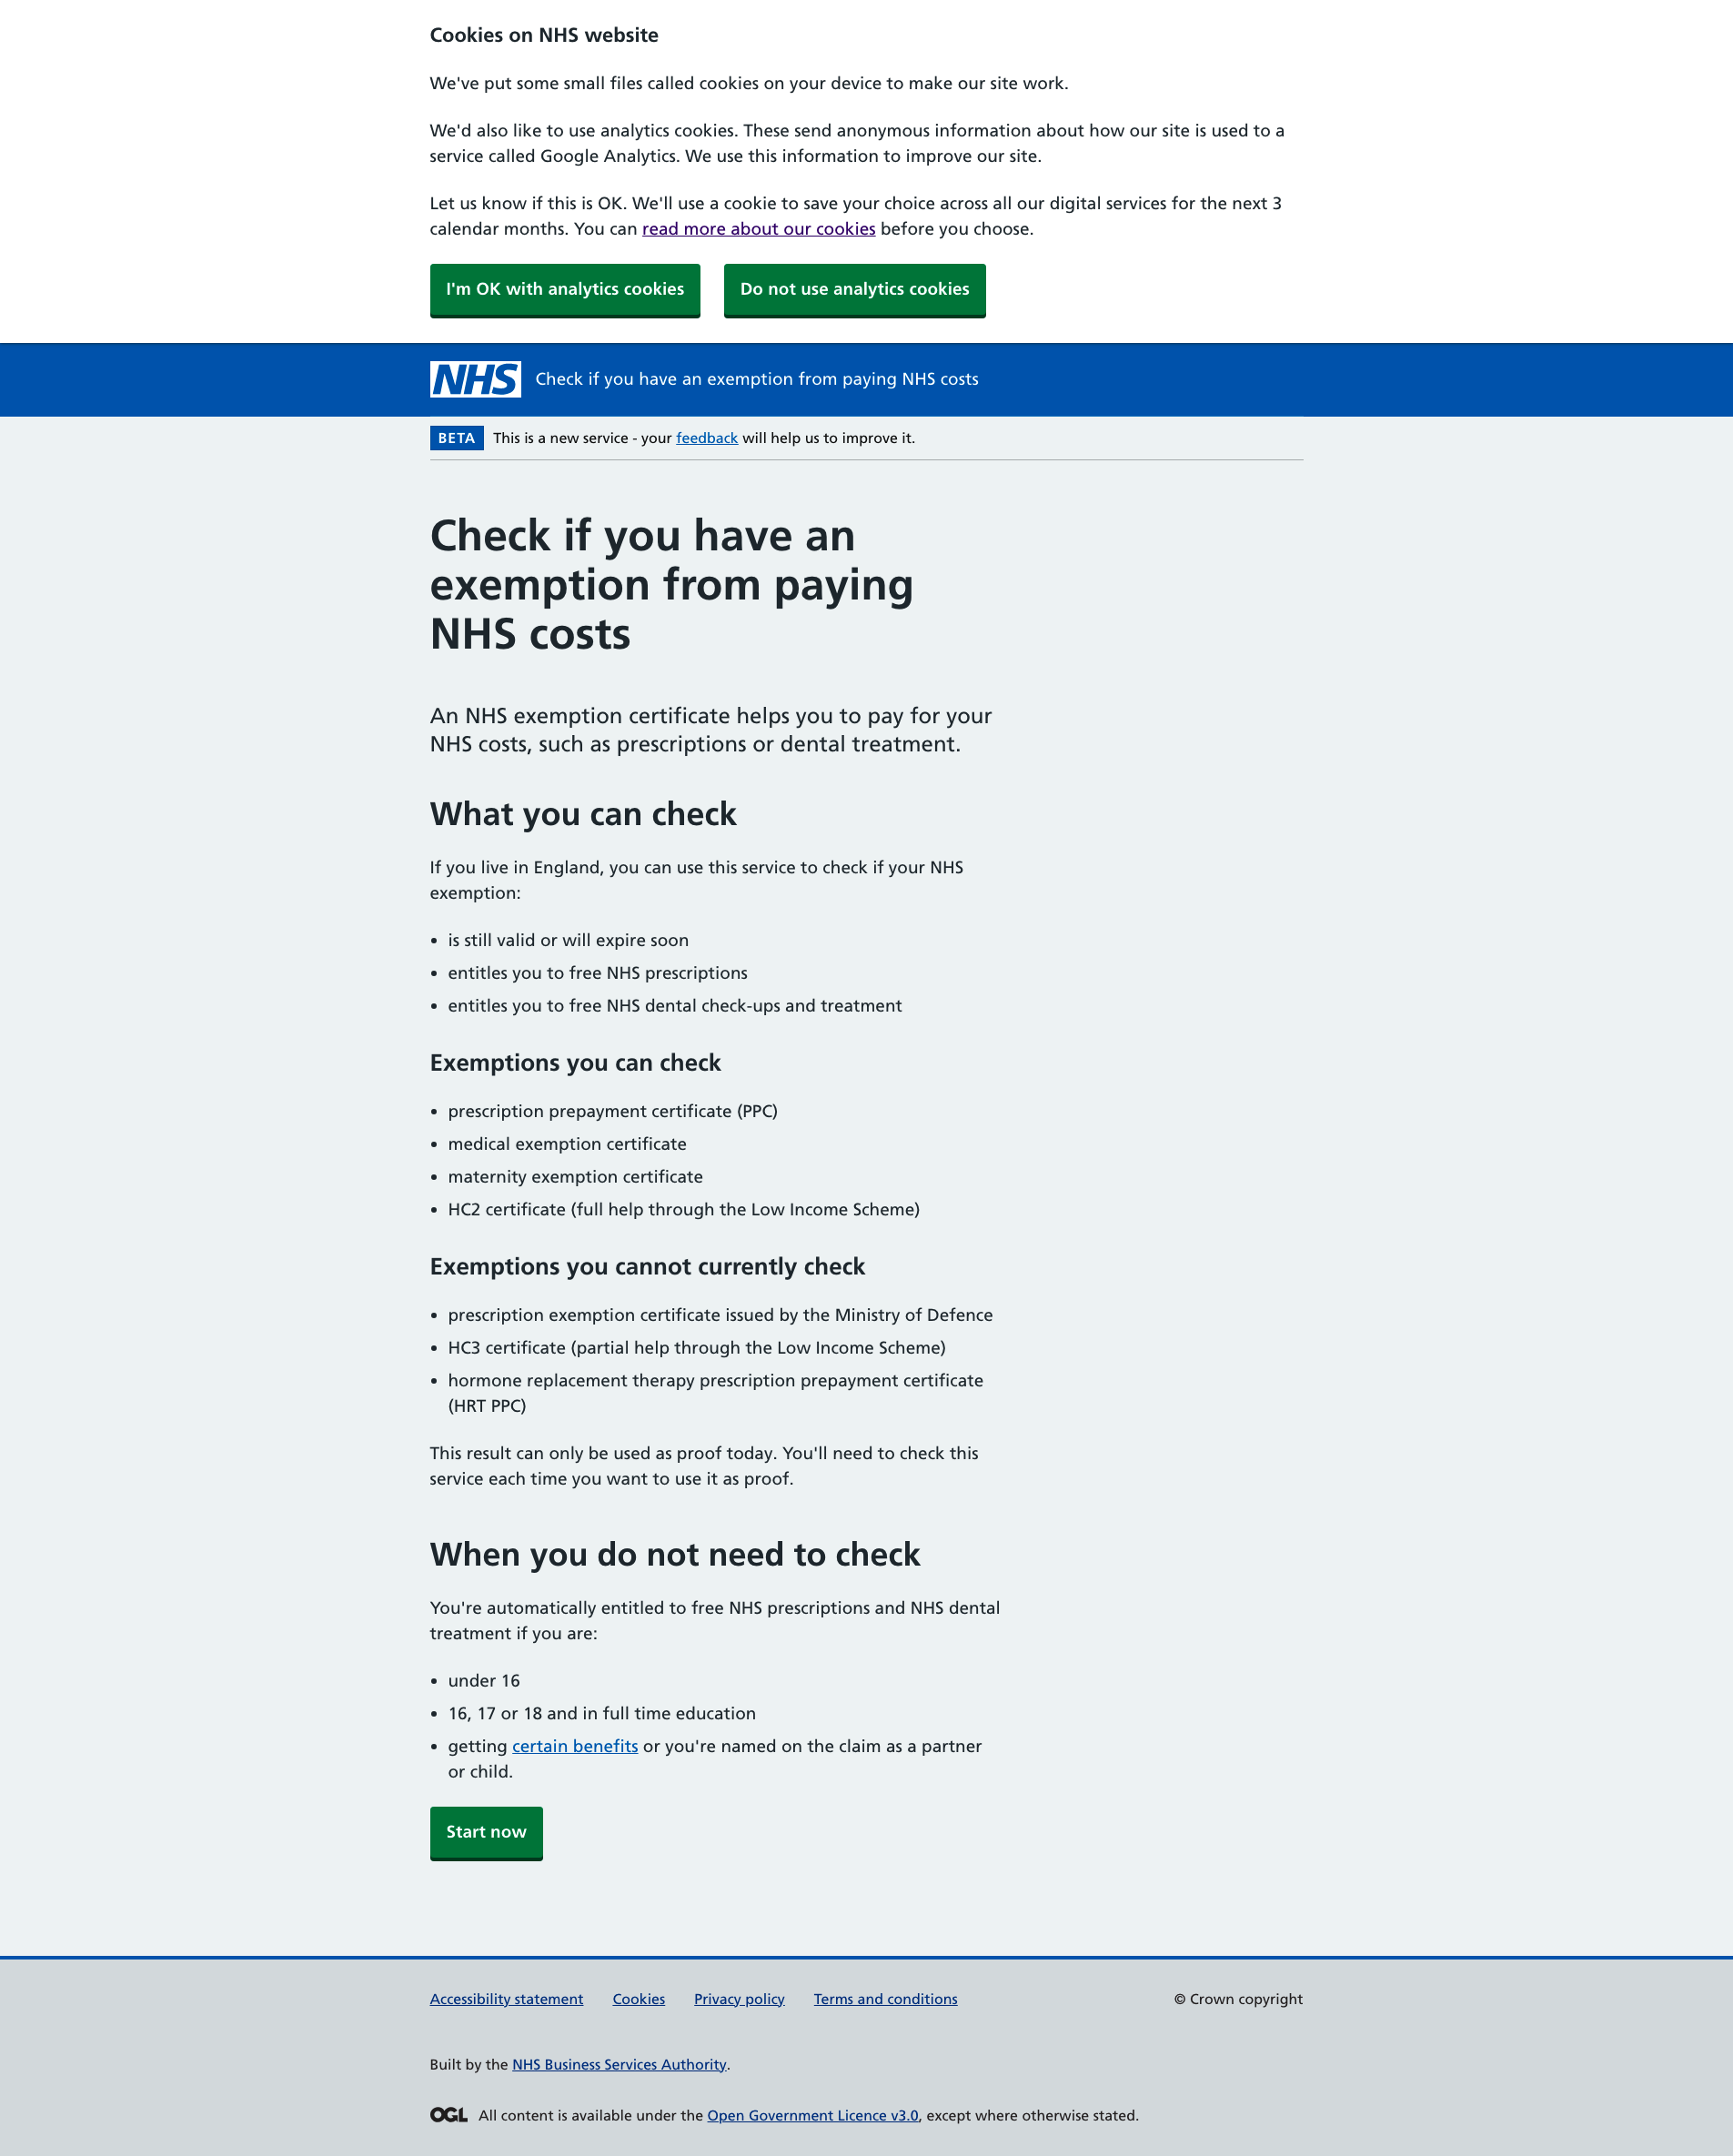 Cookies on NHS website
We've put some small files called cookies on your device to make our site work.
We'd also like to use analytics cookies. These send anonymous information about how our site is used to a
service called Google Analytics. We use this information to improve our site.
Let us know if this is OK. We'll use a cookie to save your choice across all our digital services for the next 3
calendar months. You can read more about our cookies before you choose.
I'm OK with analytics cookies
Do not use analytics cookies
NHS Check if you have an exemption from paying NHS costs
BETA This is a new service - your feedback will help us to improve it.
Check if you have an
exemption from paying
NHS costs
An NHS exemption certificate helps you to pay for your
NHS costs, such as prescriptions or dental treatment.
What you can check
If you live in England, you can use this service to check if your NHS
exemption:
• is still valid or will expire soon
• entitles you to free NHS prescriptions
• entitles you to free NHS dental check-ups and treatment
Exemptions you can check
• prescription prepayment certificate (PPC)
• medical exemption certificate
• maternity exemption certificate
• HC2 certificate (full help through the Low Income Scheme)
Exemptions you cannot currently check
• prescription exemption certificate issued by the Ministry of Defence
• HC3 certificate (partial help through the Low Income Scheme)
• hormone replacement therapy prescription prepayment certificate
(HRT PPC)
This result can only be used as proof today. You'll need to check this
service each time you want to use it as proof.
When you do not need to check
You're automatically entitled to free NHS prescriptions and NHS dental
treatment if you are:
• under 16
• 16, 17 or 18 and in full time education
• getting certain benefits or you're named on the claim as a partner
or child.
Start now
Accessibility statement Cookies Privacy policy Terms and conditions © Crown copyright
Built by the NHS Business Services Authority.
OGL All content is available under the Open Government Licence v3.0, except where otherwise stated.